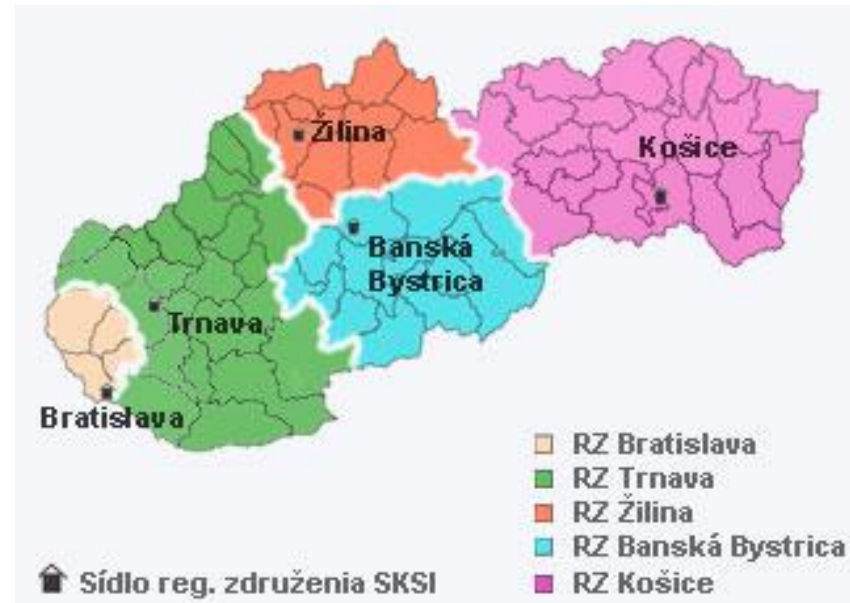 Žilina
Košice
Banská
Bystrica
Trnava
Bratislava
RZ Bratislava
RZ Trnava
RZ Žilina
RZ Banská Bystrica
RZ Košice
Sídlo reg. združenia SKSI